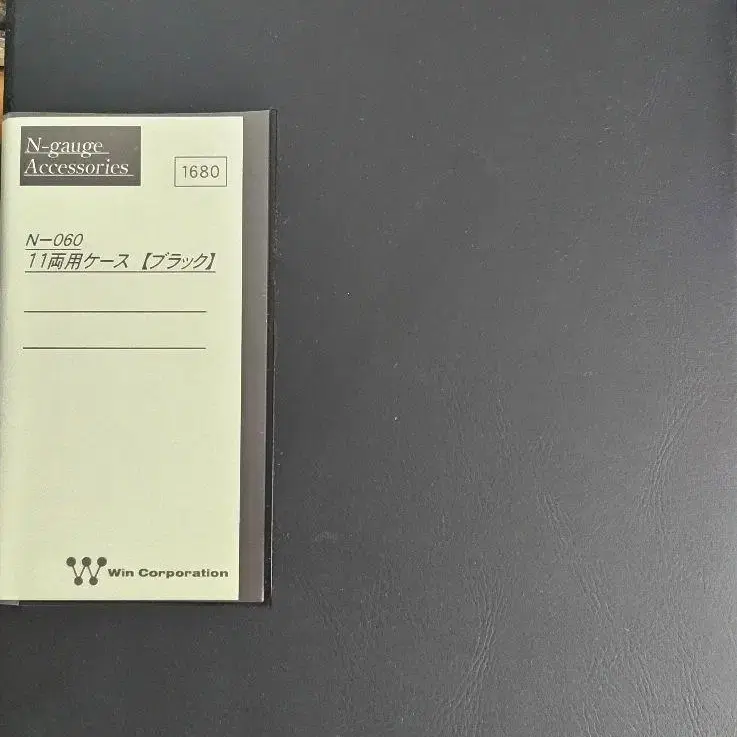 N-gauge
Accessories
1680
N−060
11両用ケース【ブラック】
Win Corporation